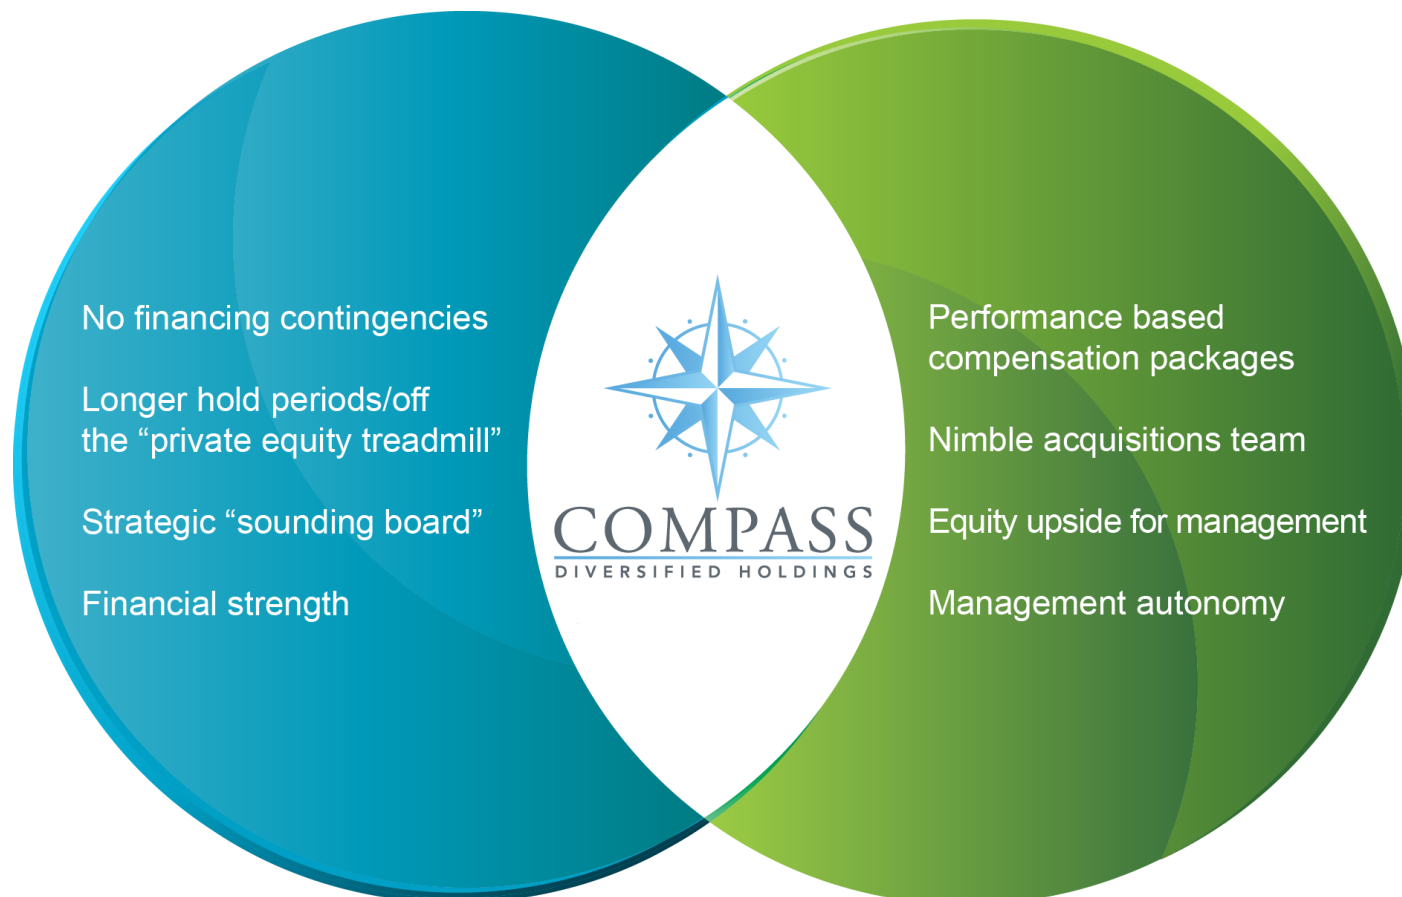 No financing contingencies
Longer hold periods/off
the “private equity treadmill”
Strategic “sounding board”
Financial strength
COMPASS
DIVERSIFIED HOLDINGS
Performance based
compensation packages
Nimble acquisitions team
Equity upside for management
Management autonomy